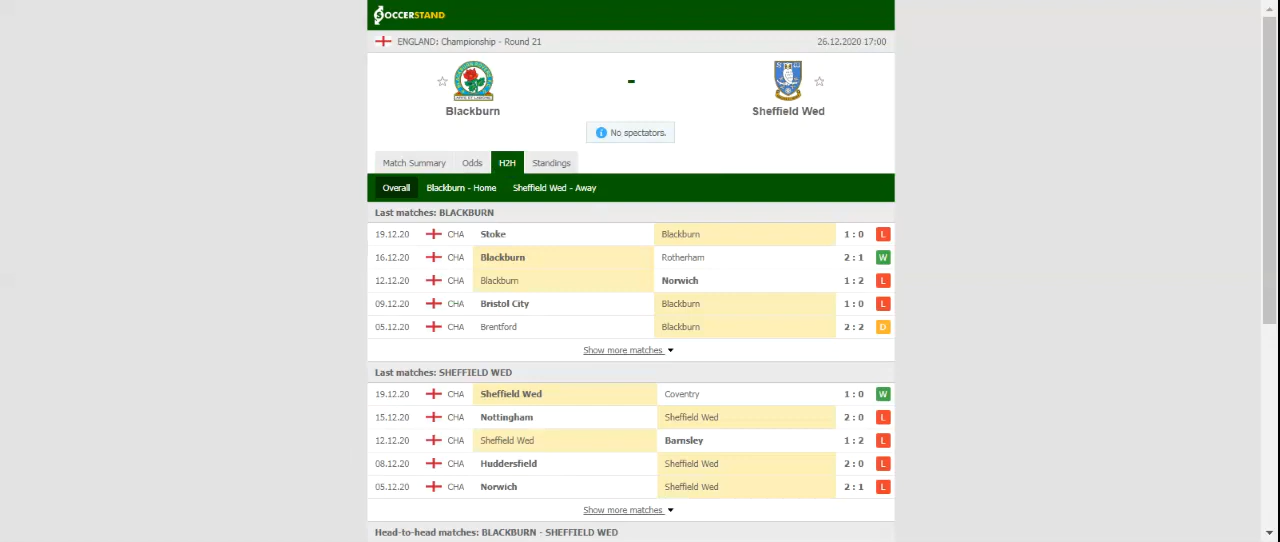 SOCCERSTAND
ENGLAND: Championship - Round 21 26.12.2020 17:00
-
Blackburn Sheffield Wed
No spectators.
Match Summary Odds H2H Standings
Overall Blackburn - Home Sheffield Wed - Away
Last matches: BLACKBURN
19.12.20 CHA Stoke Blackburn 1 : 0 L
16.12.20 CHA Blackburn Rotherham 2 : 1 W
12.12.20 CHA Blackburn Norwich 1 : 2 L
09.12.20 CHA Bristol City Blackburn 1 : 0 L
05.12.20 CHA Brentford Blackburn 2 : 2 D
Show more matches
Last matches: SHEFFIELD WED
19.12.20 CHA Sheffield Wed Coventry 1 : 0 W
15.12.20 CHA Nottingham Sheffield Wed 2 : 0 L
12.12.20 CHA Sheffield Wed Barnsley 1 : 2 L
08.12.20 CHA Huddersfield Sheffield Wed 2 : 0 L
05.12.20 CHA Norwich Sheffield Wed 2 : 1 L
Show more matches
Head-to-head matches: BLACKBURN - SHEFFIELD WED